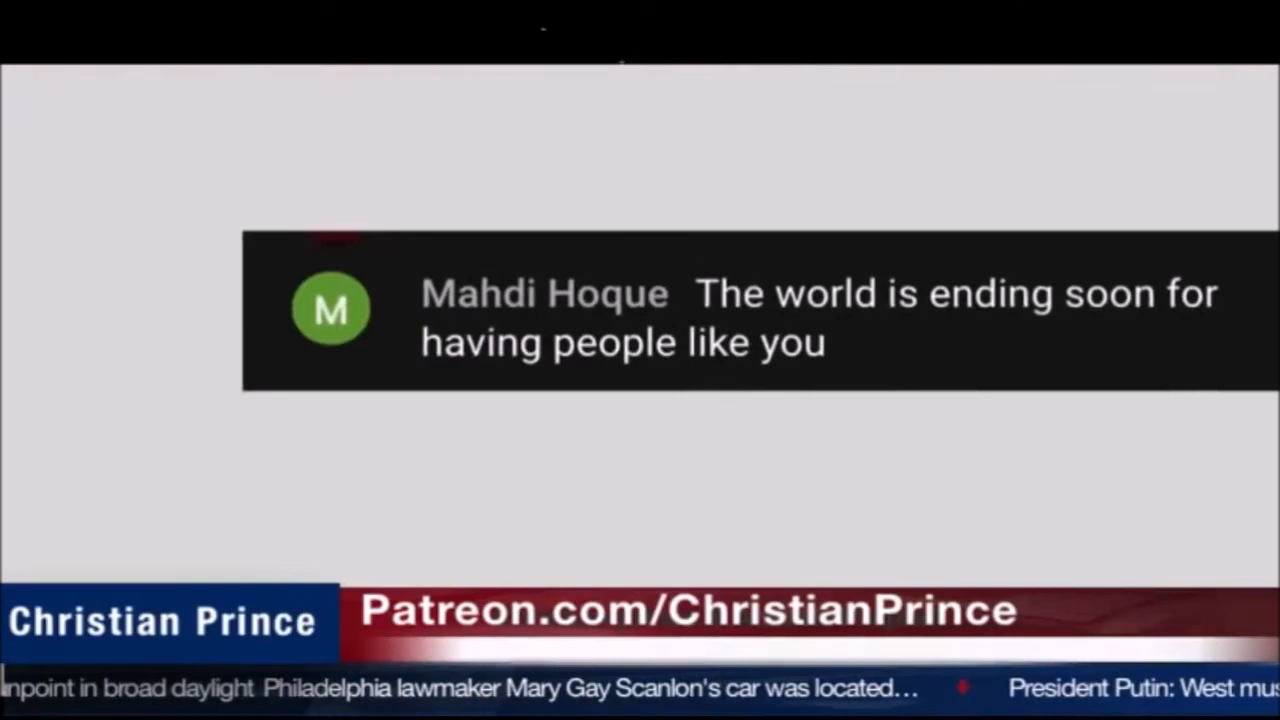 M
Mahdi Hoque The world is ending soon for
having people like you
Christian Prince
Patreon.com/ChristianPrince
npoint in broad daylight Philadelphia lawmaker Mary Gay Scanlon's car was located… President Putin: West mus